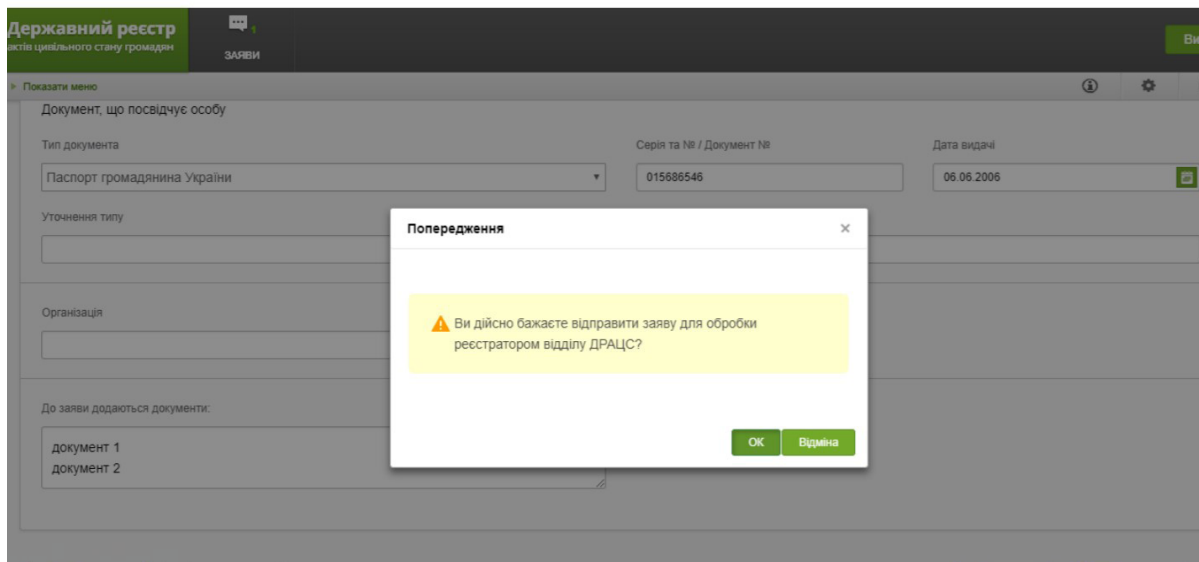 Державний реєстр
актів цивільного стану громадян
1
ЗАЯВИ
Ви
Показати меню
Документ, що посвідчує особу
Тип документа
Серія та № / Документ №
Дата видачі
Паспорт громадянина України
015686546
06.06.2006
Уточнення типу
Попередження
Організація
Ви дійсно бажаєте відправити заяву для обробки
реєстратором відділу ДРАЦС?
До заяви додаються документи:
документ 1
документ 2
ОК
Відміна